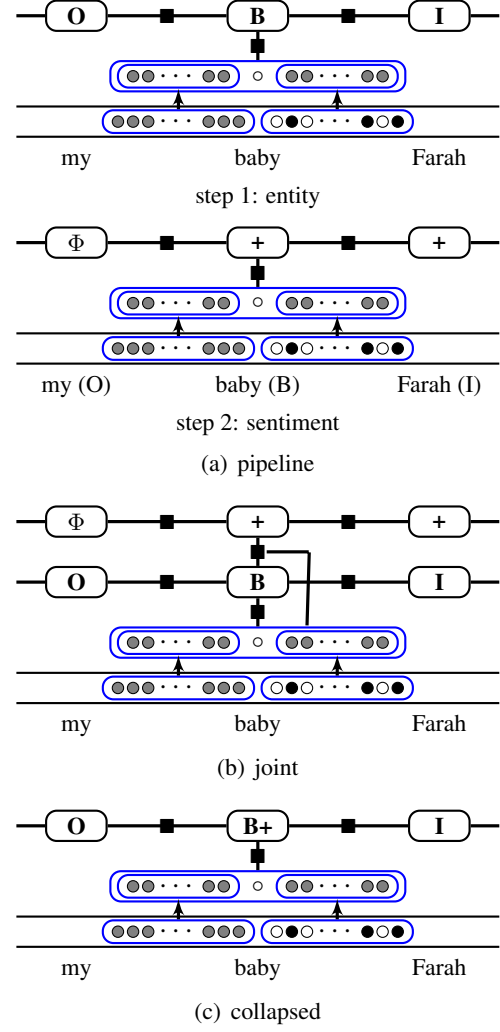 O B I
my baby Farah
step 1: entity
Φ + +
my (O) baby (B) Farah (I)
step 2: sentiment
(a) pipeline
Φ + +
O B I
my baby Farah
(b) joint
O B+ I
my baby Farah
(c) collapsed